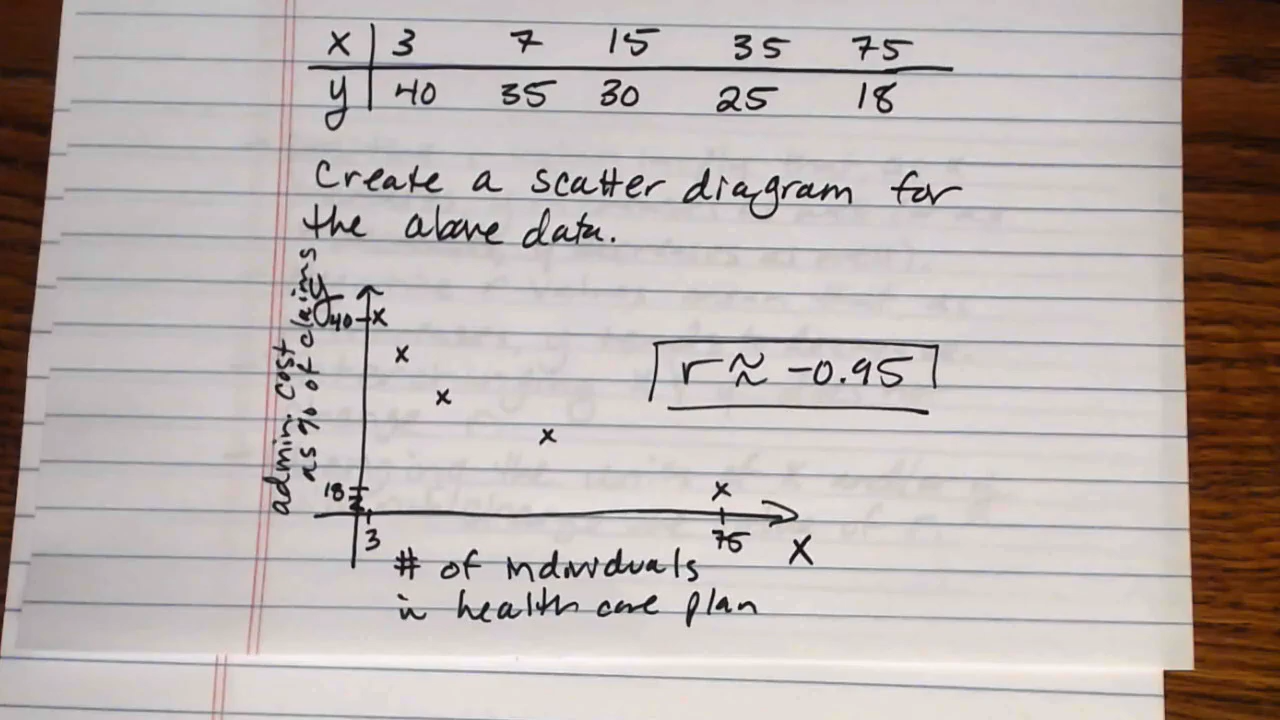 x 3 7 15 35 75
y 40 35 30 25 18
Create a scatter diagram for
the above data.
y
40
18
admin. cost
as % of claims
r ≈ -0.95
3
75
X
# of individuals
in health care plan